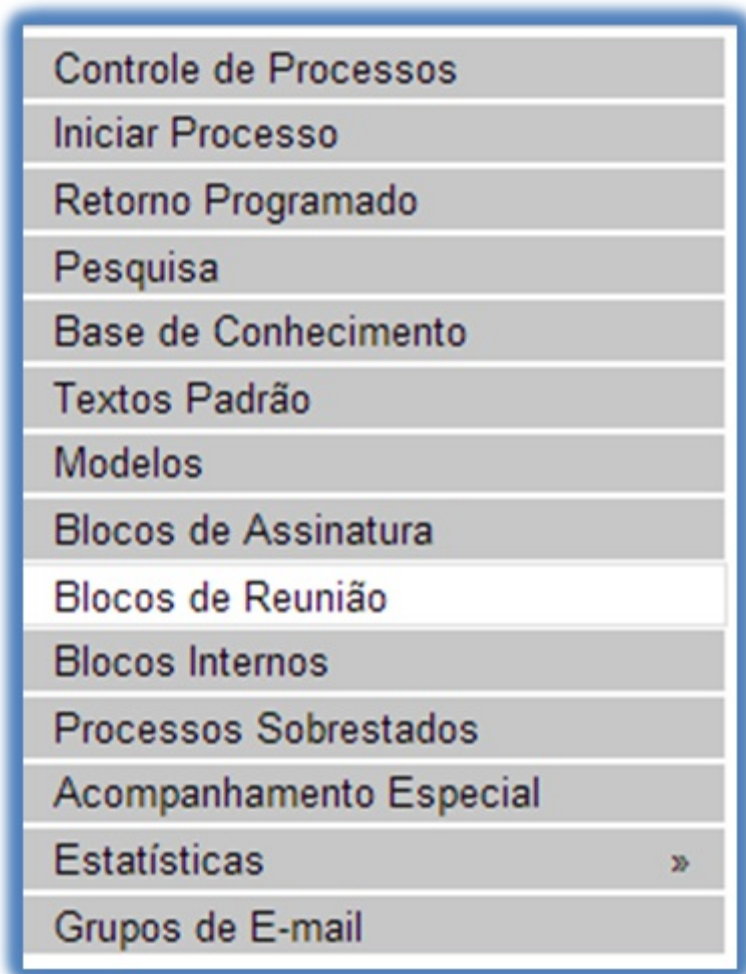 Controle de Processos
Iniciar Processo
Retorno Programado
Pesquisa
Base de Conhecimento
Textos Padrão
Modelos
Blocos de Assinatura
Blocos de Reunião
Blocos Internos
Processos Sobrestados
Acompanhamento Especial
Estatísticas »
Grupos de E-mail